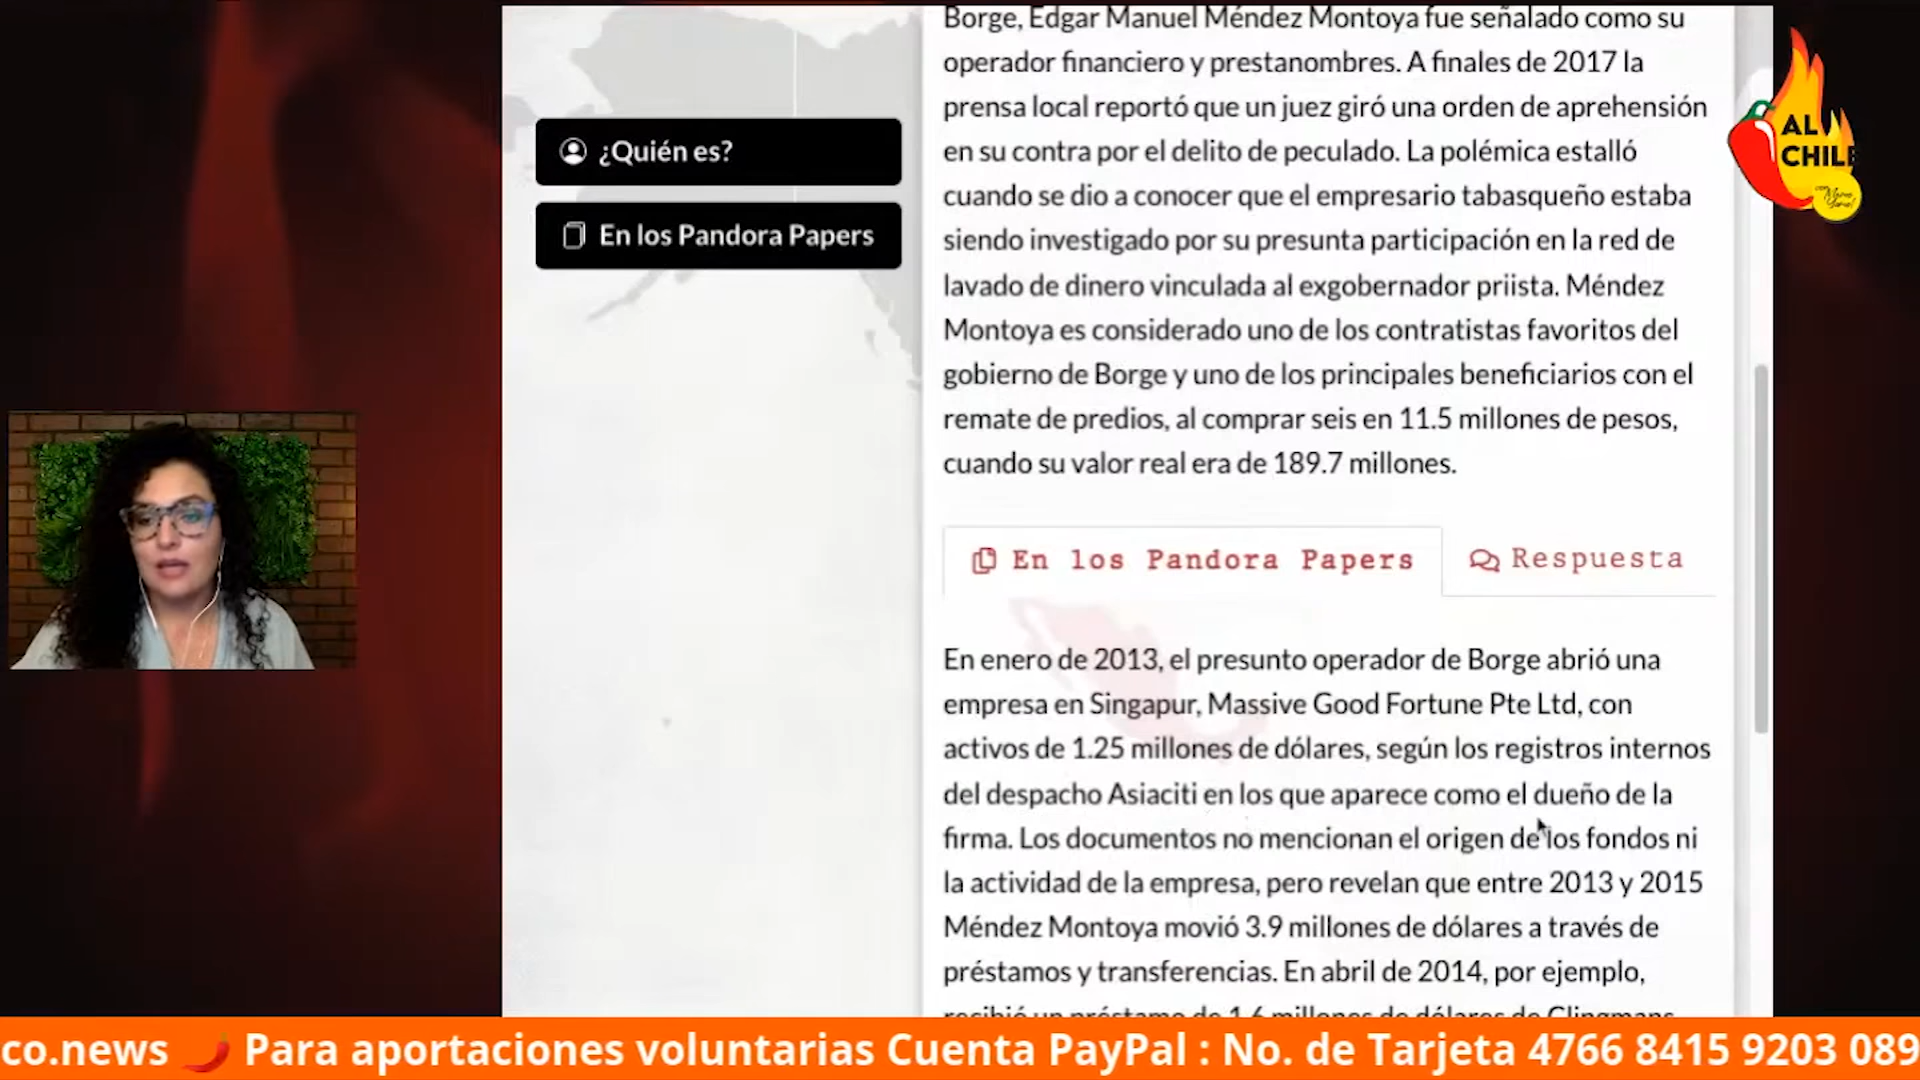 Borge, Edgar Manuel Méndez Montoya fue señalado como su
operador financiero y prestanombres. A finales de 2017 la
prensa local reportó que un juez giró una orden de aprehensión
en su contra por el delito de peculado. La polémica estalló
cuando se dio a conocer que el empresario tabasqueño estaba
siendo investigado por su presunta participación en la red de
lavado de dinero vinculada al exgobernador priista. Méndez
Montoya es considerado uno de los contratistas favoritos del
gobierno de Borge y uno de los principales beneficiarios con el
remate de predios, al comprar seis en 11.5 millones de pesos,
cuando su valor real era de 189.7 millones.
¿Quién es?
En los Pandora Papers
AL
CHILE
En los Pandora Papers
Respuesta
En enero de 2013, el presunto operador de Borge abrió una
empresa en Singapur, Massive Good Fortune Pte Ltd, con
activos de 1.25 millones de dólares, según los registros internos
del despacho Asiaciti en los que aparece como el dueño de la
firma. Los documentos no mencionan el origen de los fondos ni
la actividad de la empresa, pero revelan que entre 2013 y 2015
Méndez Montoya movió 3.9 millones de dólares a través de
préstamos y transferencias. En abril de 2014, por ejemplo,
recibió un préstamo de 1.6 millones de dólares de
co.news Para aportaciones voluntarias Cuenta PayPal : No. de Tarjeta 4766 8415 9203 089